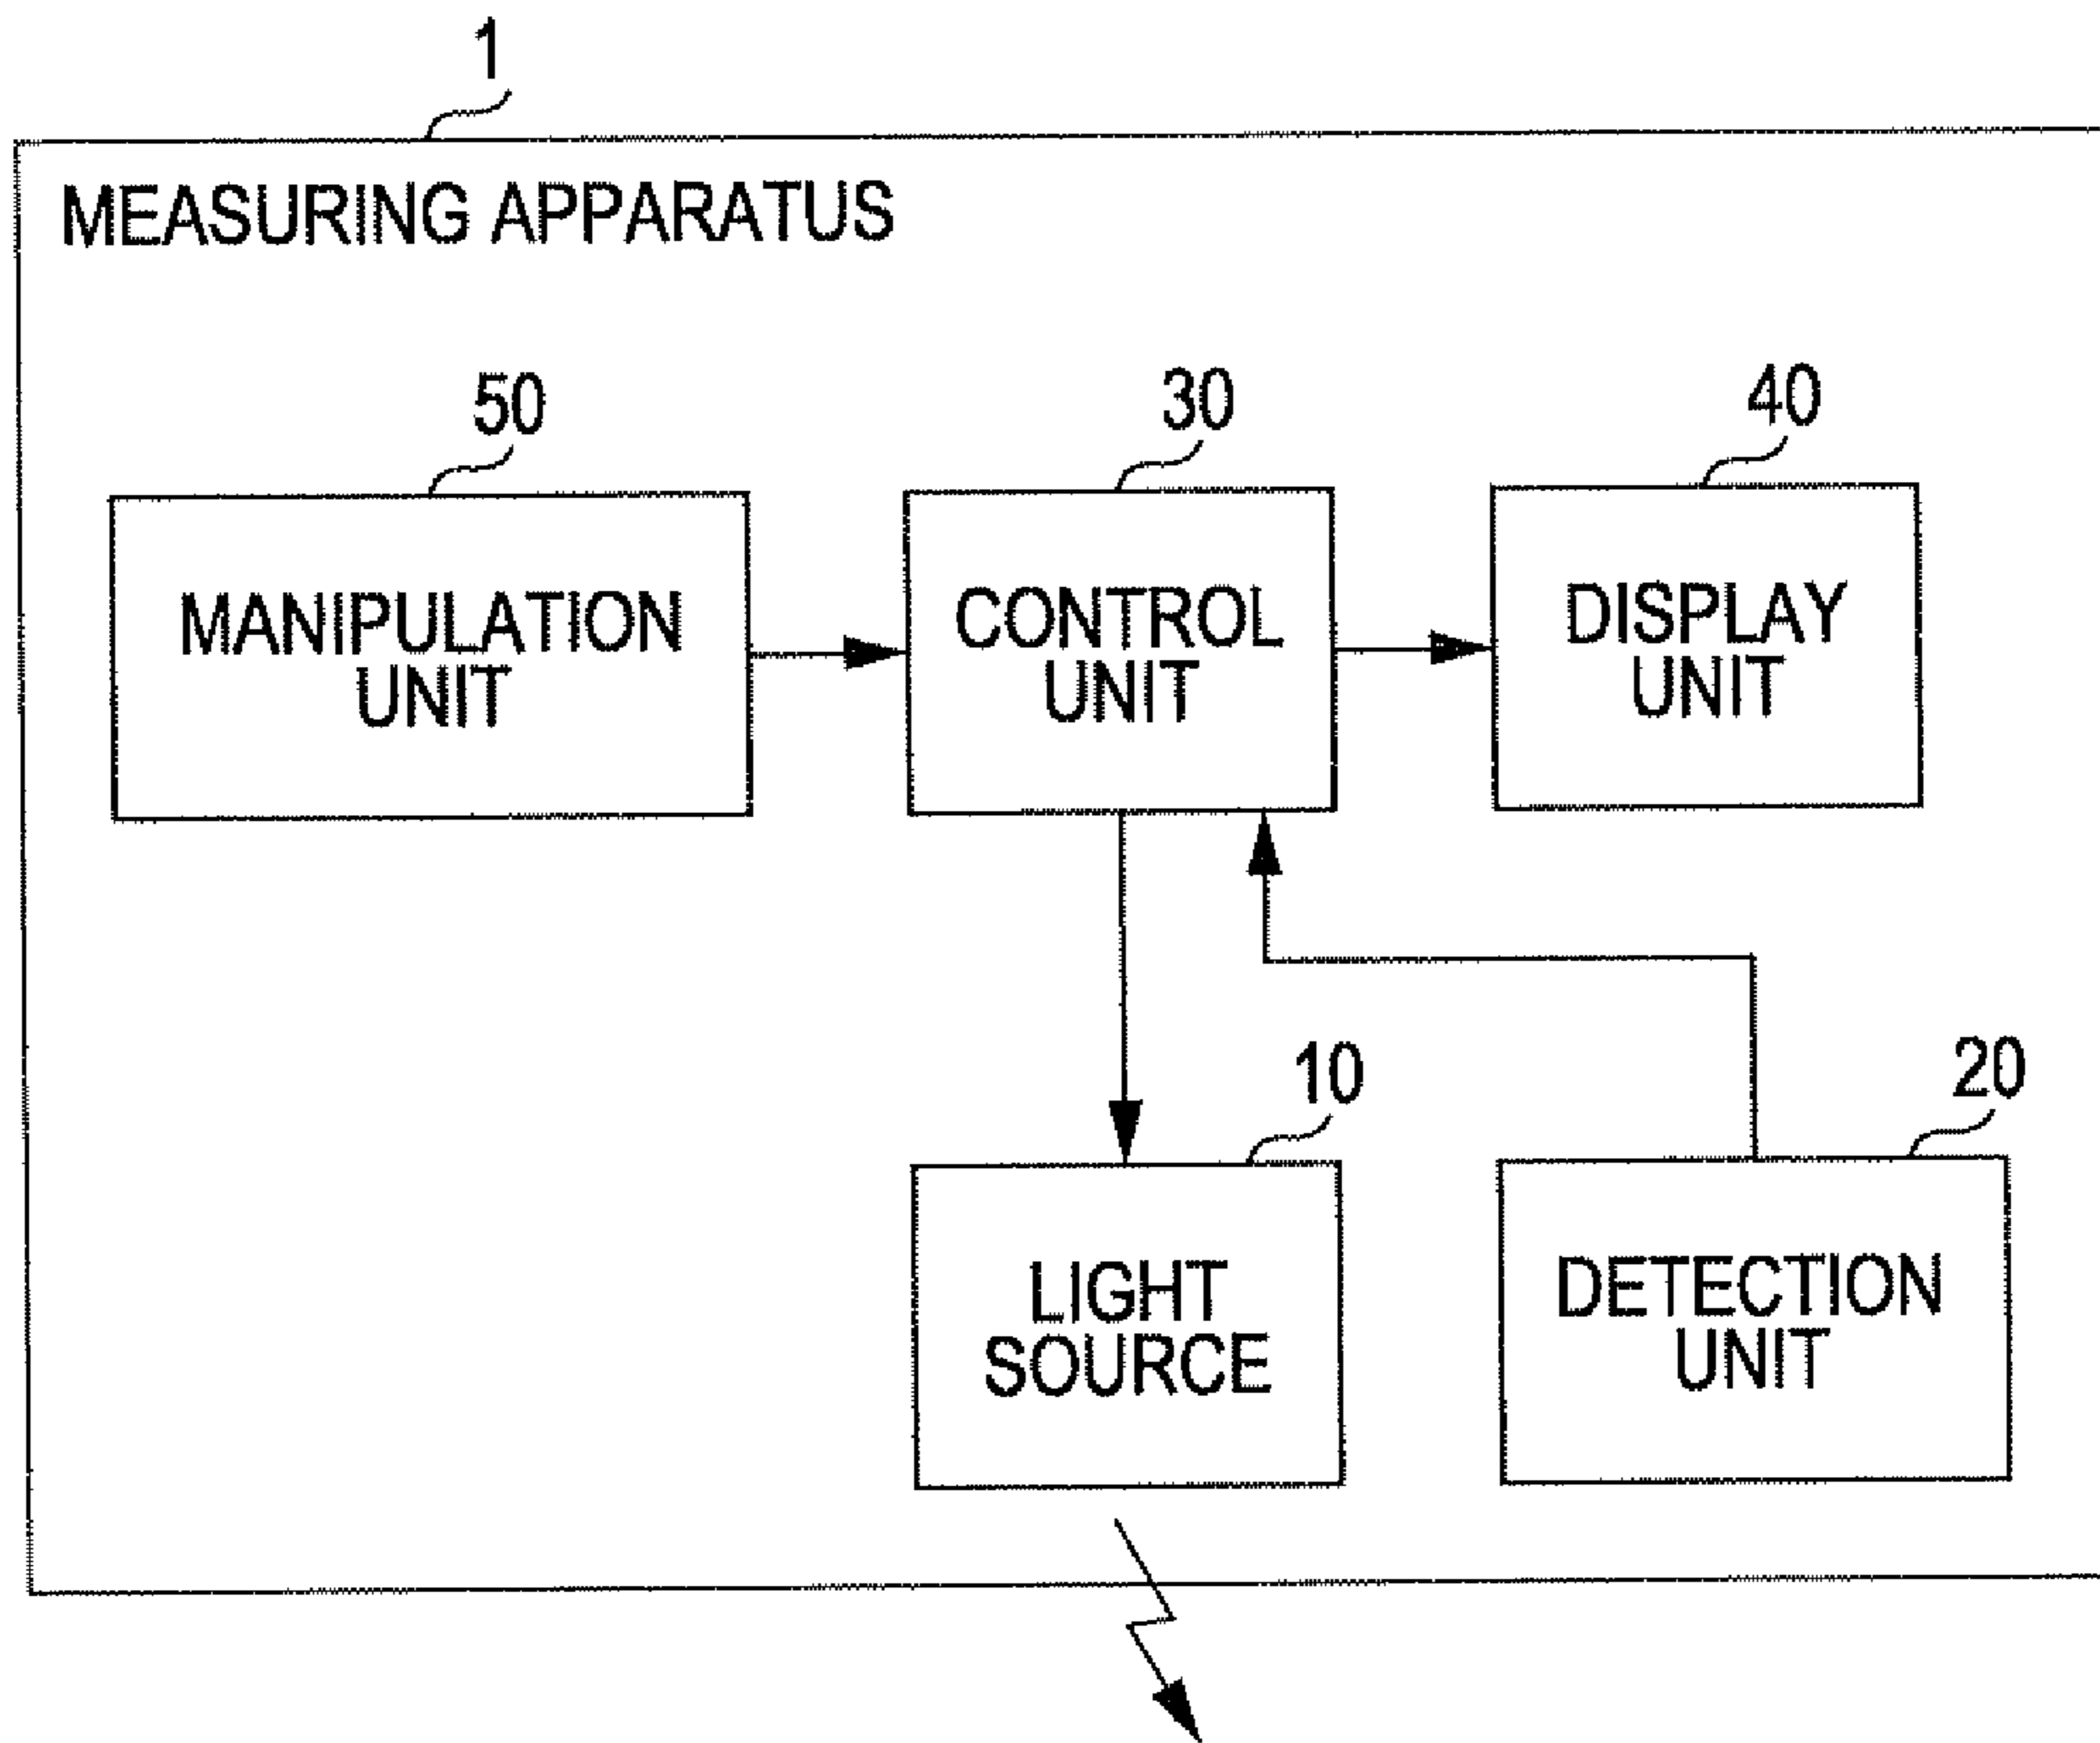 1
MEASURING APPARATUS
50
30
40
MANIPULATION
UNIT
CONTROL
UNIT
DISPLAY
UNIT
10
20
LIGHT
SOURCE
DETECTION
UNIT